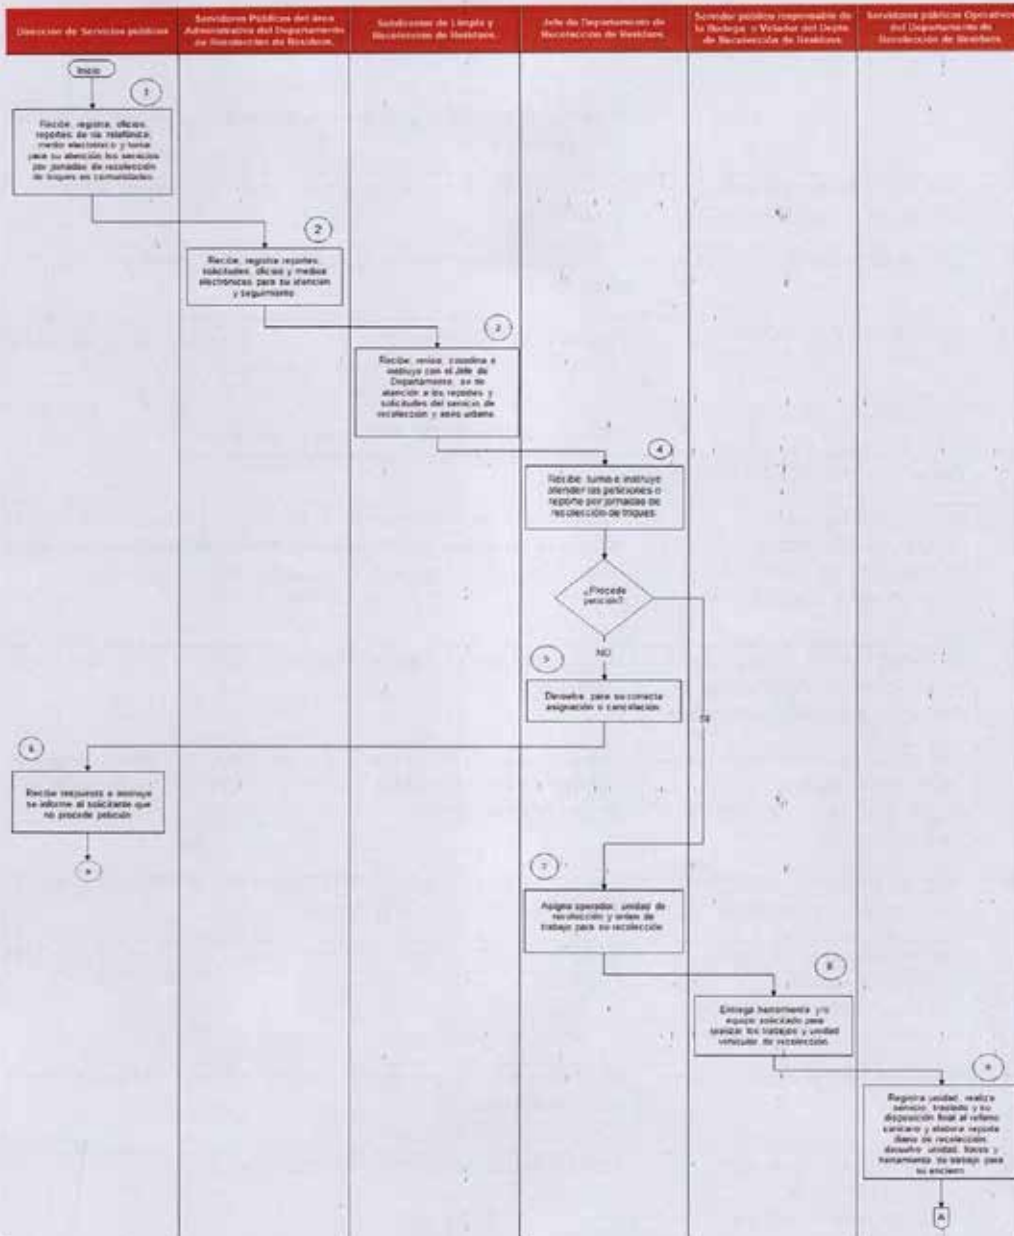 Dirección de Servicios públicos
Servidores Públicos del área
Administrativa del Departamento
de Recolección de Residuos.
Subdirector de Limpia y
Recolección de Residuos.
Jefe de Departamento de
Recolección de Residuos.
Servidor público responsable de
la Bodega o Velador del Depto.
de Recolección de Residuos
Servidores públicos Operativos
del Departamento de
Recolección de Residuos
Inicio
1
Recibe, registra, oficios,
reportes de vía telefónica,
medio electrónico y turna
para su atención los servicios
por jornadas de recolección
de triques en comunidades.
2
Recibe, registra reportes,
solicitudes, oficios y medios
electrónicos para su atención
y seguimiento
3
Recibe, revisa, coordina e
instruye con el Jefe de
Departamento, se de
atención a los reportes y
solicitudes del servicio de
recolección y aseo urbano
4
Recibe, turna e instruye
atender las peticiones o
reporte por jornadas de
recolección de triques
¿Procede
petición?
NO
SI
5
Devuelve para su correcta
asignación o cancelación
6
Recibe respuesta e instruye
se informe al solicitante que
no procede petición
7
Asigna operador, unidad de
recolección y orden de
trabajo para su recolección
8
Entrega herramienta y/o
equipo solicitado para
realizar los trabajos y unidad
vehicular de recolección.
Registra unidad, realiza
servicio, traslado y su
disposición final al relleno
sanitario y elabora reporte
diario de recolección,
devuelve unidad, llaves y
herramienta de trabajo para
su encierro
A